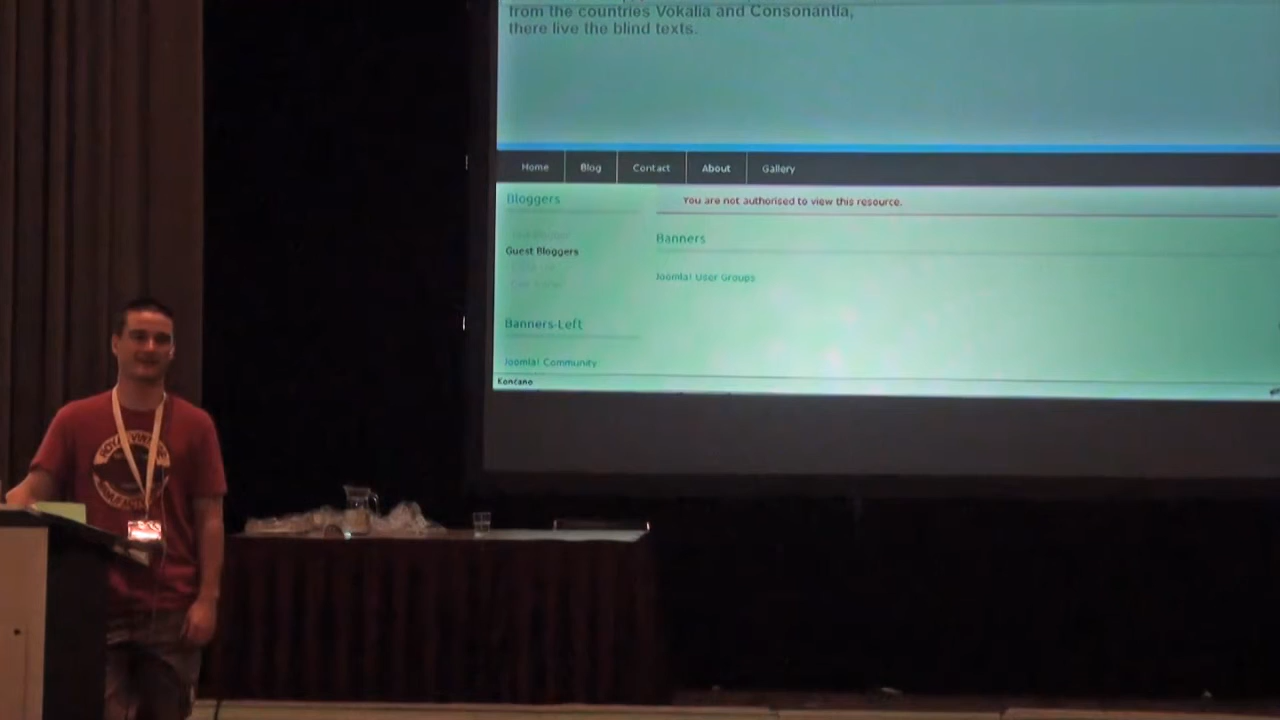 from the countries Vokalia and Consonantia,
there live the blind texts.
Home Blog Contact About Gallery
Bloggers
You are not authorised to view this resource.
Guest Bloggers
Banners
Joomla! User Groups
Banners-Left
Joomla! Community
Koncano